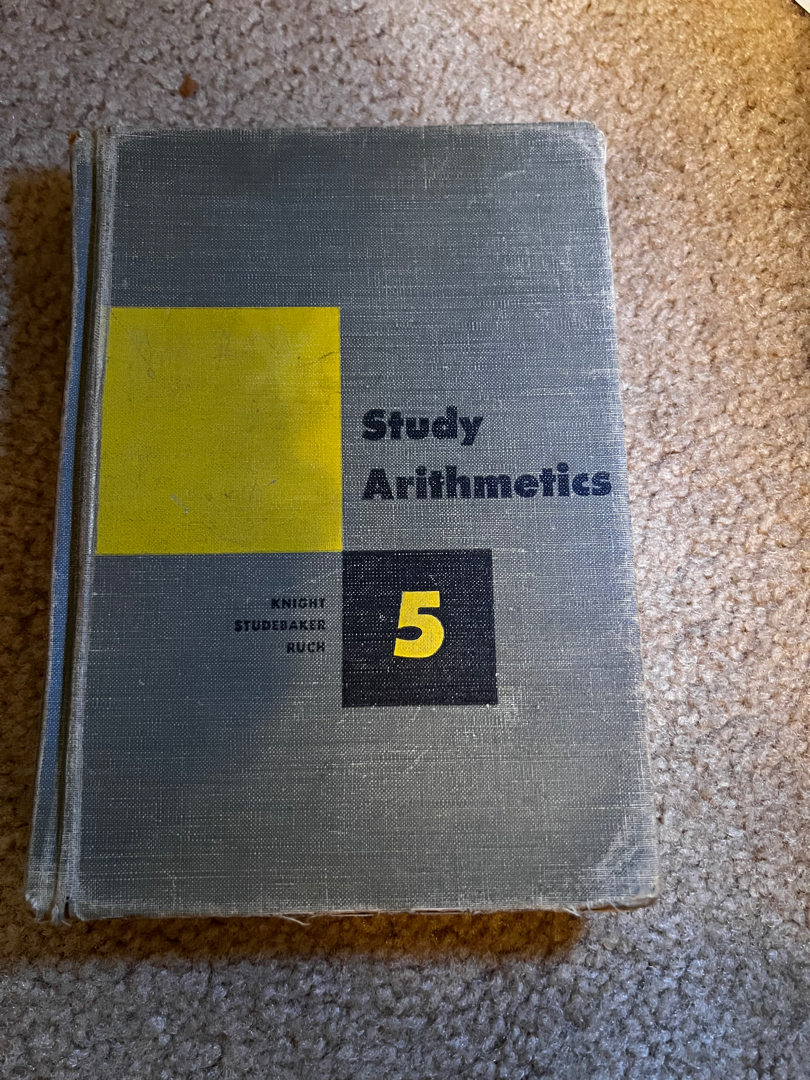 Study
Arithmetics
KNIGHT
STUDEBAKER
RUCH
5